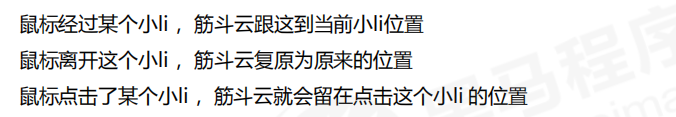 鼠标经过某个小li ，筋斗云跟这到当前小li位置
鼠标离开这个小li ，筋斗云复原为原来的位置
鼠标点击了某个小li ，筋斗云就会留在点击这个小li 的位置